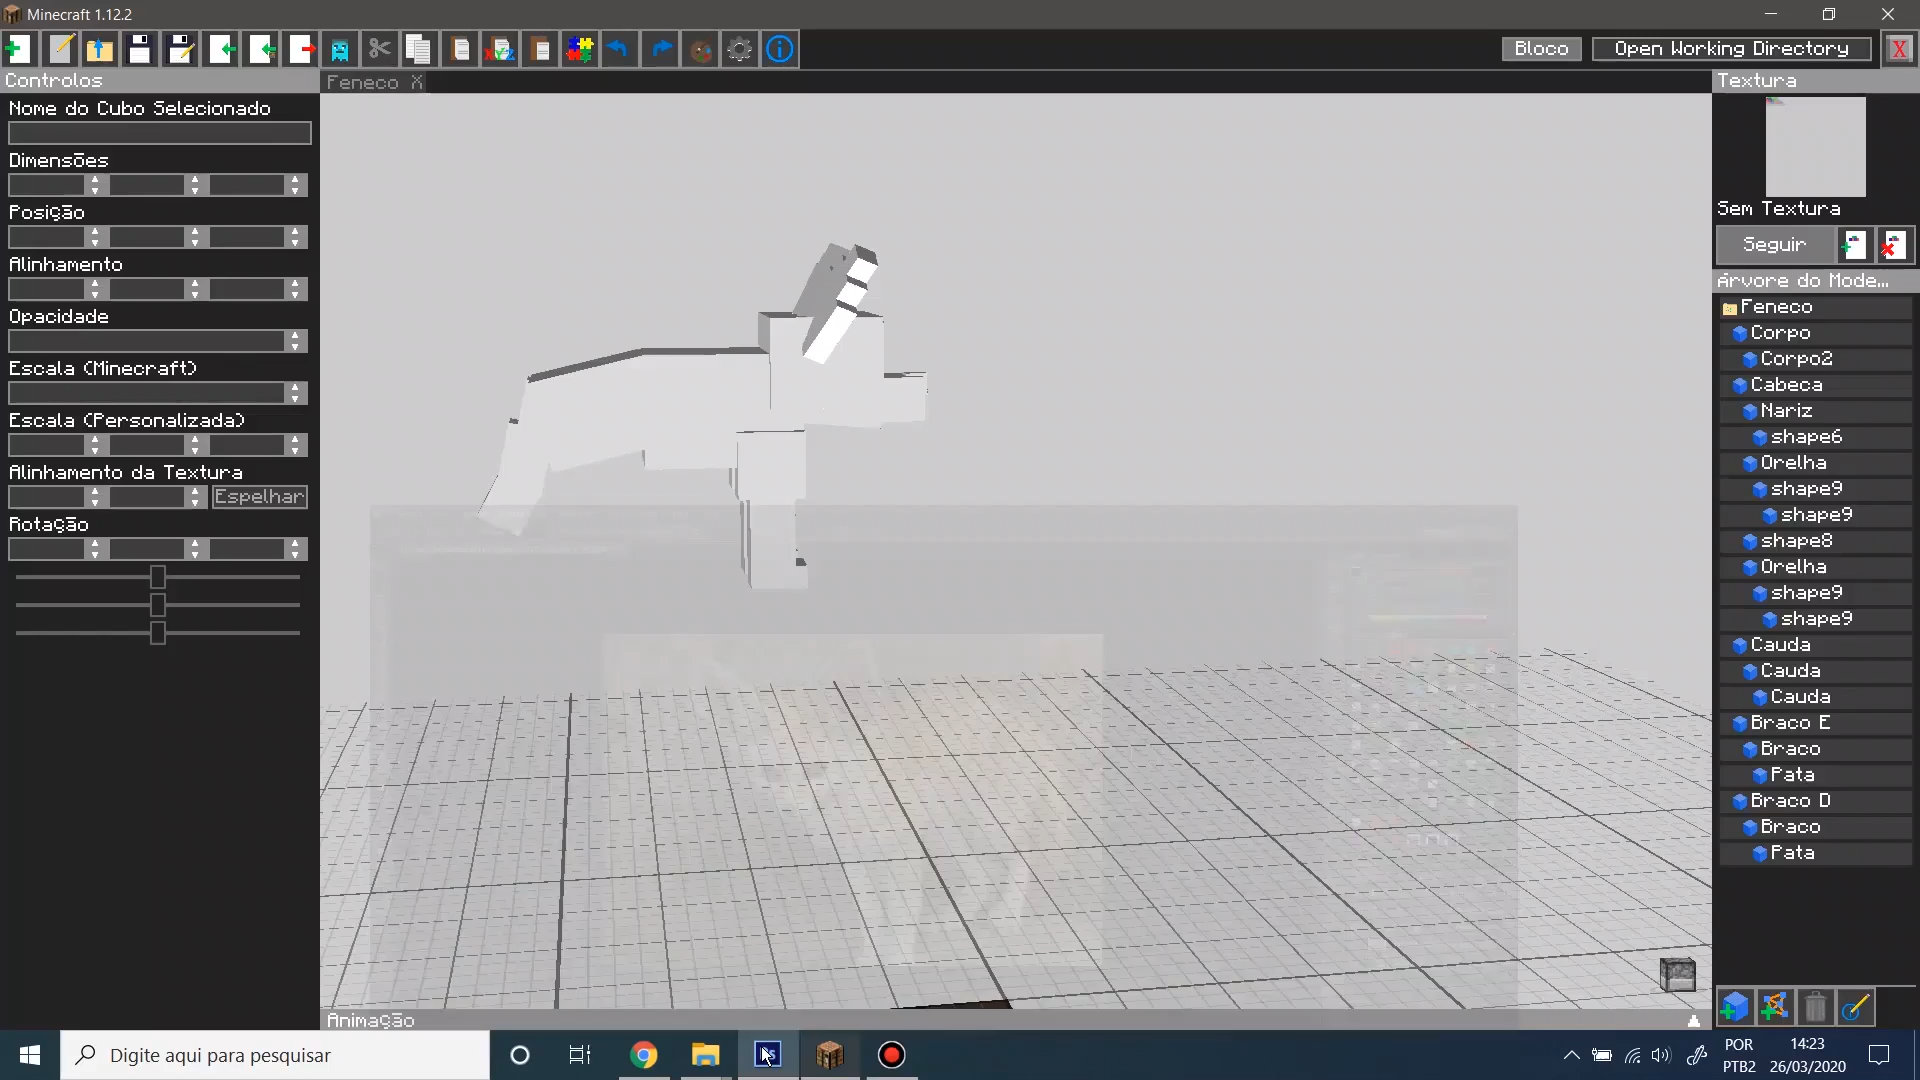 Minecraft 1.12.2
Bloco
Open Working Directory
X
Controlos
Feneco X
Textura
Nome do Cubo Selecionado
Dimensões
Posição
Alinhamento
Opacidade
Escala (Minecraft)
Escala (Personalizada)
Alinhamento da Textura
Espelhar
Rotação
Sem Textura
Seguir
Árvore do Mode...
Feneco
Corpo
Corpo2
Cabeca
Nariz
shape6
Orelha
shape9
shape9
shape8
Orelha
shape9
shape9
Cauda
Cauda
Cauda
Braco E
Braco
Pata
Braco D
Braco
Pata
Animação
Digite aqui para pesquisar
POR
PTB2
14:23
26/03/2020